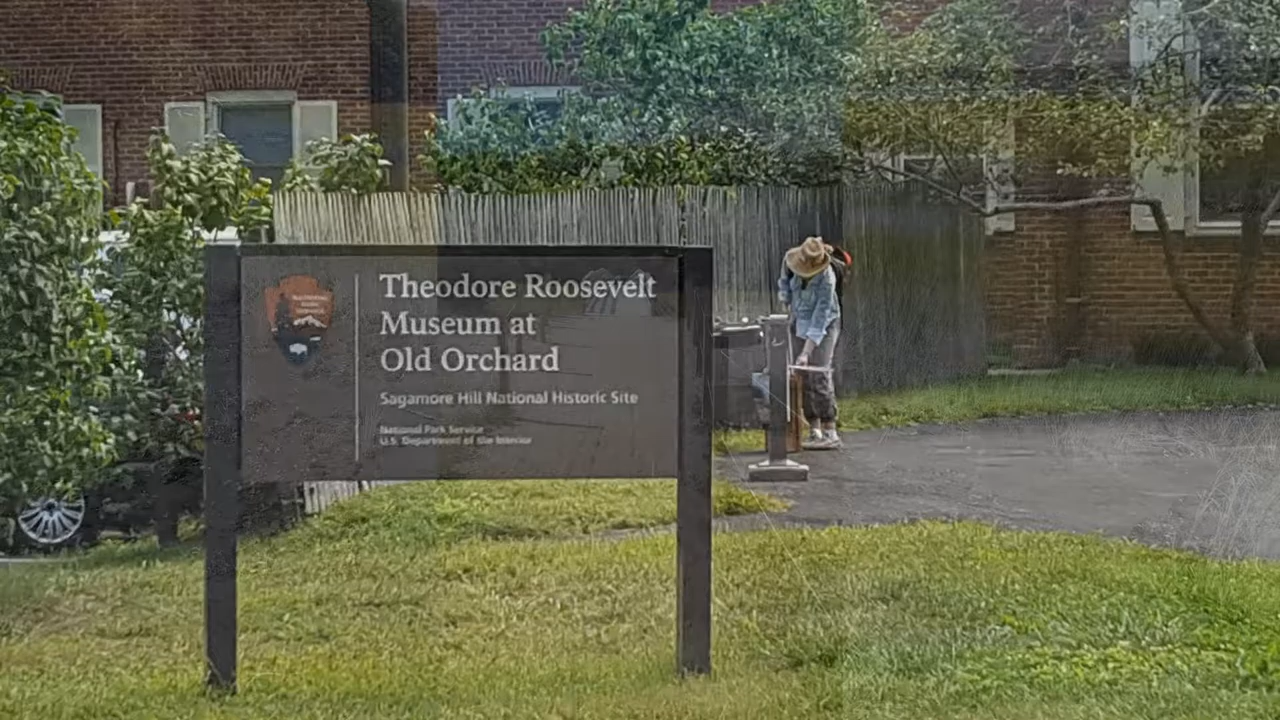 Theodore Roosevelt
Museum at
Old Orchard
Sagamore Hill National Historic Site
National Park Service
U.S. Department of the Interior